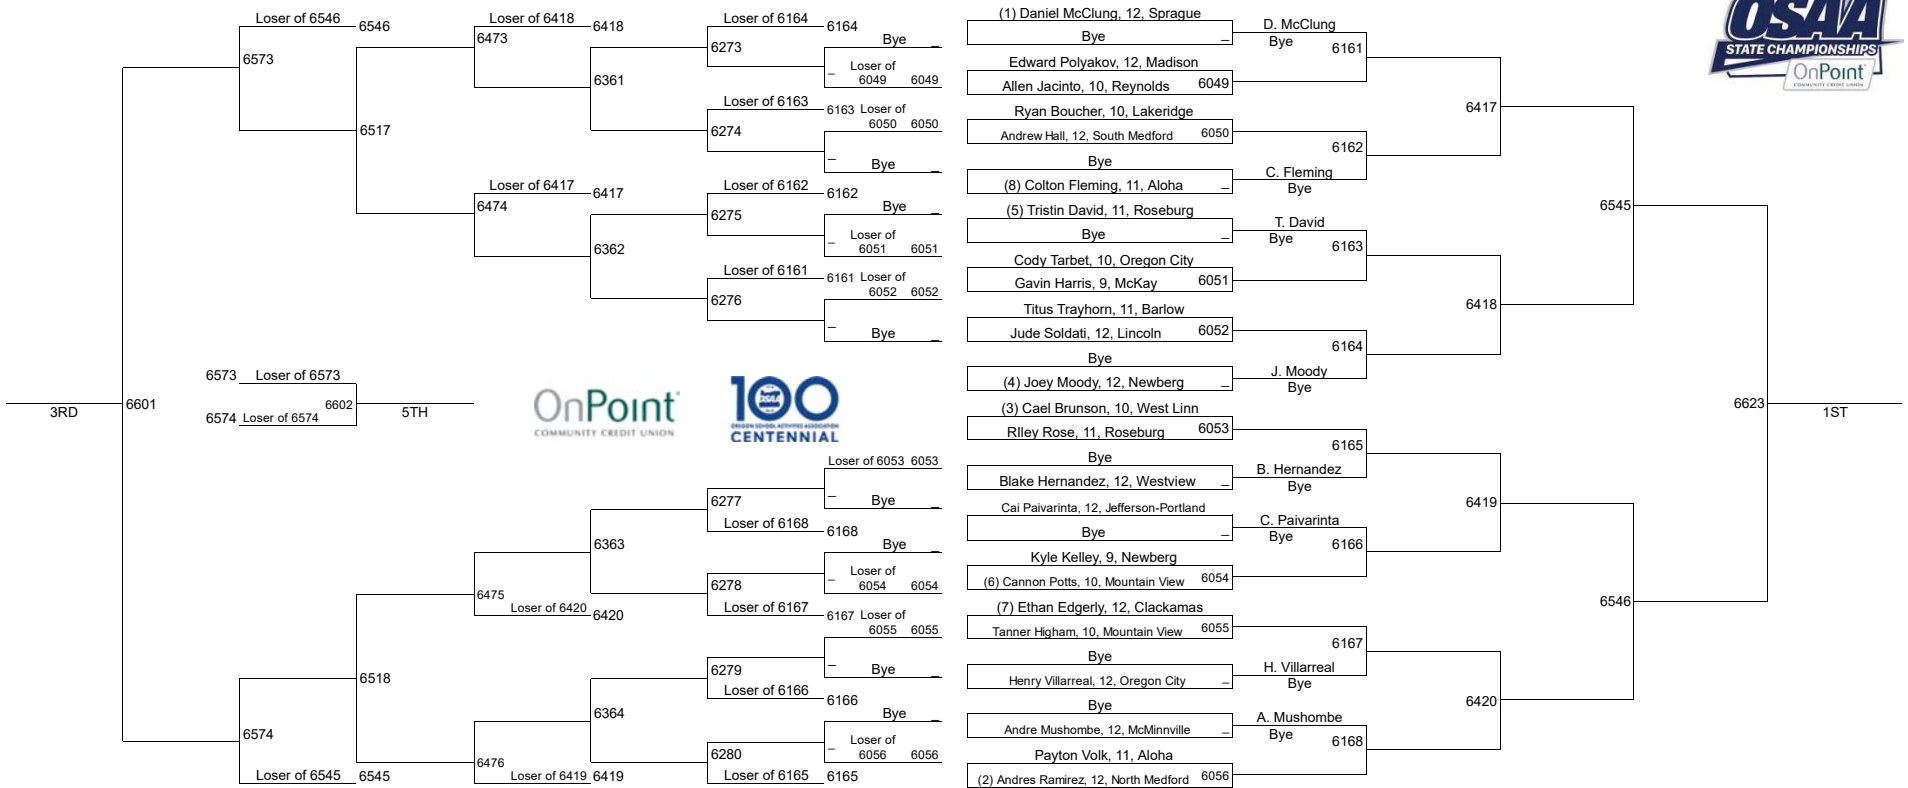 Loser of 6546 6546
6573
Loser of 6418 6418
6473
Loser of 6164 6164
6273
Bye _
_ Loser of
6049 6049
6361
6517
Loser of 6163 6163 Loser of
6050 6050
6274
_ Bye _
Loser of 6417 6417
6474
Loser of 6162 6162
6275
Bye _
_ Loser of
6051 6051
6362
Loser of 6161 6161 Loser of
6052 6052
6276
_ Bye _
6573 Loser of 6573
6602
6574 Loser of 6574
5TH
3RD
6601
OnPoint
COMMUNITY CREDIT UNION
100
OSAA
OREGON SCHOOL ACTIVITIES ASSOCIATION
CENTENNIAL
Loser of 6053 6053
6277
_ Bye _
Loser of 6168 6168
6363
Bye _
_ Loser of
6054 6054
6278
Loser of 6167 6167 Loser of
6055 6055
6475
Loser of 6420 6420
6279
_ Bye _
Loser of 6166 6166
6518
6364
Bye _
_ Loser of
6056 6056
6280
Loser of 6165 6165
6574
6476
Loser of 6419 6419
Loser of 6545 6545
(1) Daniel McClung, 12, Sprague
Bye _
D. McClung
Bye
6161
Edward Polyakov, 12, Madison
Allen Jacinto, 10, Reynolds 6049
6417
Ryan Boucher, 10, Lakeridge
Andrew Hall, 12, South Medford 6050
6162
Bye
(8) Colton Fleming, 11, Aloha _
C. Fleming
Bye
6545
(5) Tristin David, 11, Roseburg
Bye _
T. David
Bye
6163
Cody Tarbet, 10, Oregon City
Gavin Harris, 9, McKay 6051
6418
Titus Trayhorn, 11, Barlow
Jude Soldati, 12, Lincoln 6052
6164
Bye
(4) Joey Moody, 12, Newberg _
J. Moody
Bye
6623
1ST
(3) Cael Brunson, 10, West Linn
RIley Rose, 11, Roseburg 6053
6165
Bye
Blake Hernandez, 12, Westview _
B. Hernandez
Bye
6419
Cai Paivarinta, 12, Jefferson-Portland
Bye _
C. Paivarinta
Bye
6166
Kyle Kelley, 9, Newberg
(6) Cannon Potts, 10, Mountain View 6054
6546
(7) Ethan Edgerly, 12, Clackamas
Tanner Higham, 10, Mountain View 6055
6167
Bye
Henry Villarreal, 12, Oregon City _
H. Villarreal
Bye
6420
Bye
Andre Mushombe, 12, McMinnville _
A. Mushombe
Bye
6168
Payton Volk, 11, Aloha
(2) Andres Ramirez, 12, North Medford 6056
OSAA
STATE CHAMPIONSHIPS
OnPoint
COMMUNITY CREDIT UNION